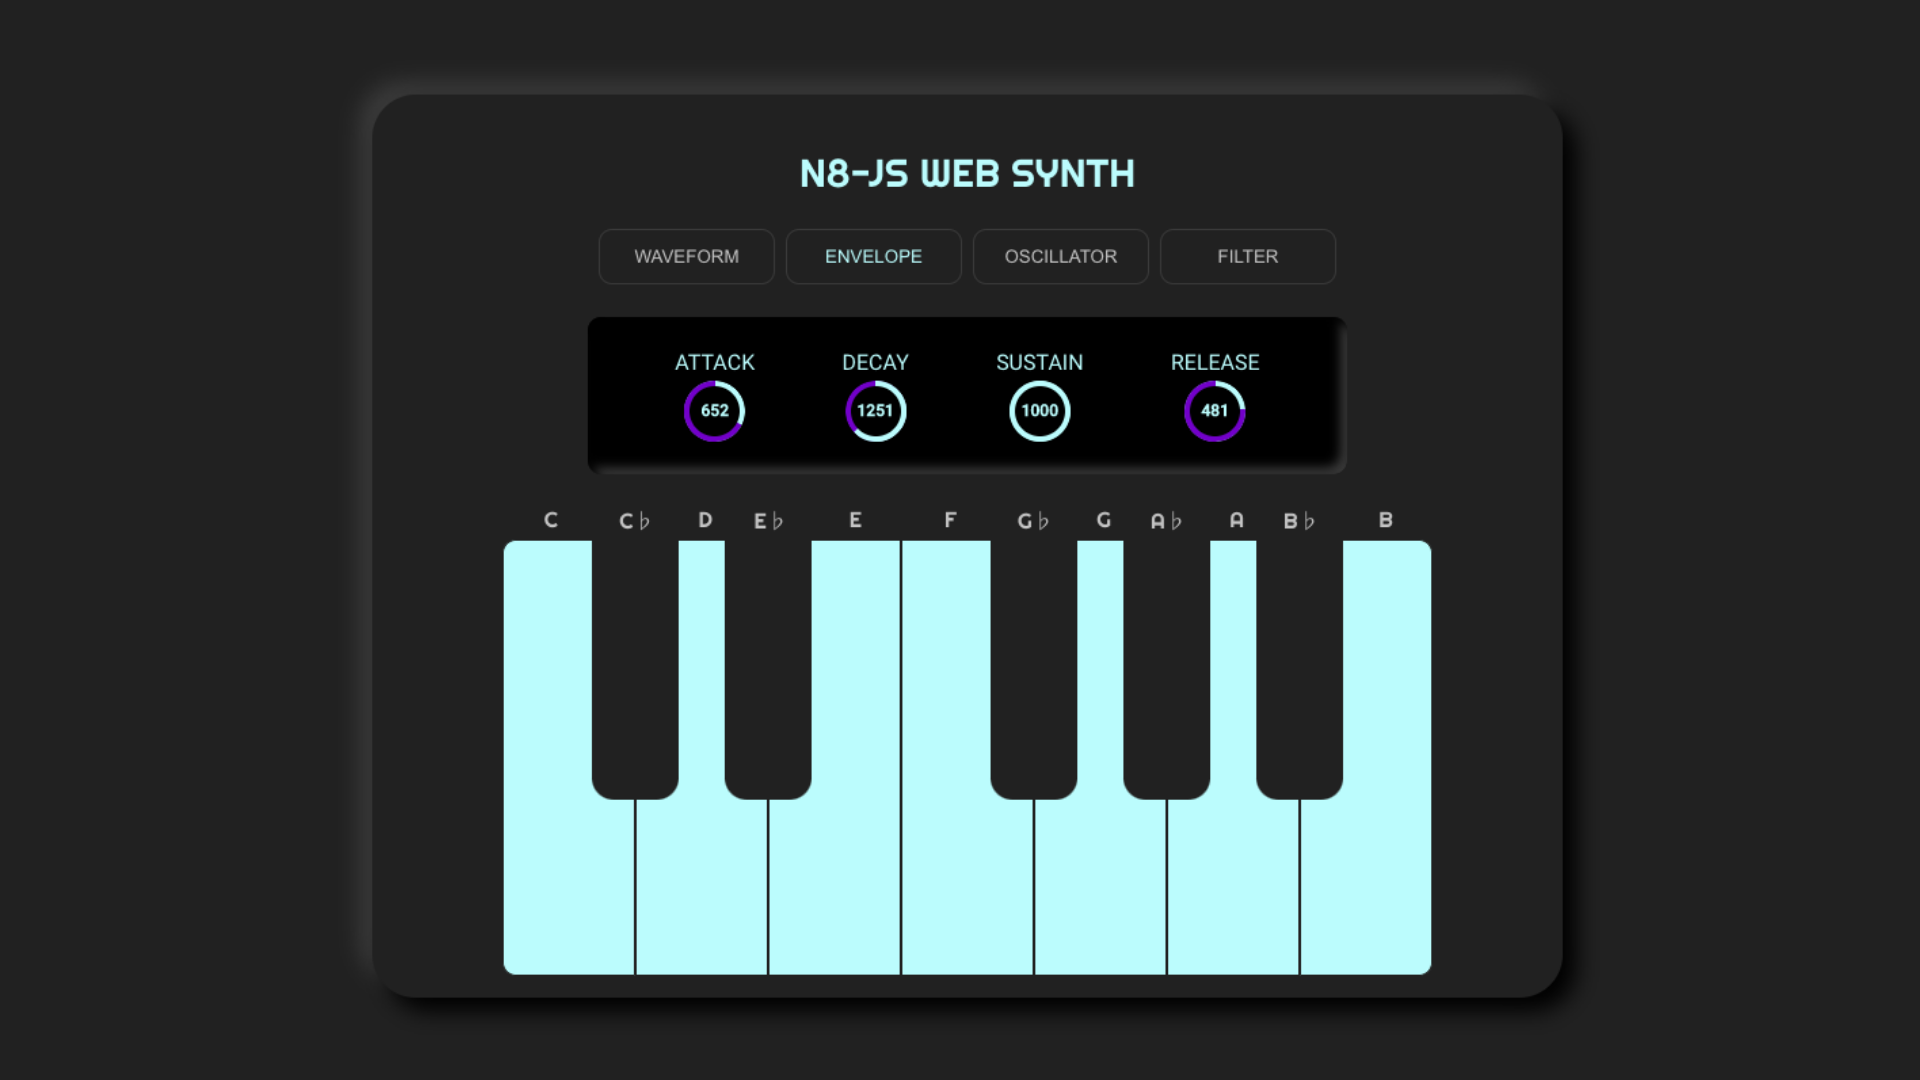 N8-JS WEB SYNTH
WAVEFORM ENVELOPE OSCILLATOR FILTER
ATTACK DECAY SUSTAIN RELEASE
652 1251 1000 481
C C♭ D E♭ E F G♭ G A♭ A B♭ B